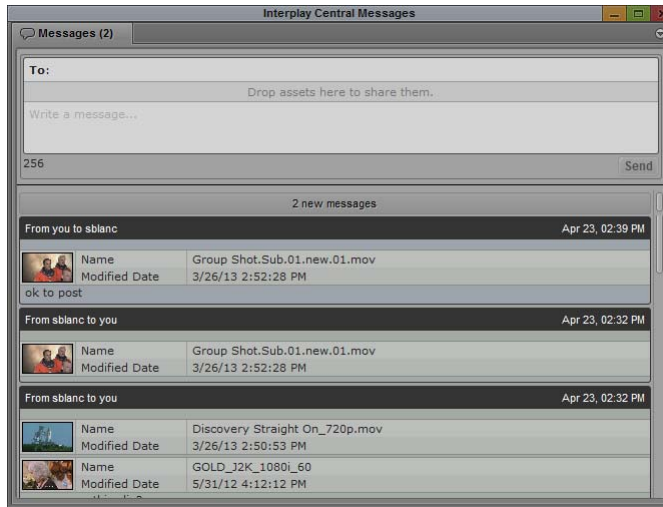 Interplay Central Messages
Messages (2)
To:
Drop assets here to share them.
Write a message...
256
Send
2 new messages
From you to sblanc Apr 23, 02:39 PM
Name Group Shot.Sub.01.new.01.mov
Modified Date 3/26/13 2:52:28 PM
ok to post
From sblanc to you Apr 23, 02:32 PM
Name Group Shot.Sub.01.new.01.mov
Modified Date 3/26/13 2:52:28 PM
From sblanc to you Apr 23, 02:32 PM
Name Discovery Straight On_720p.mov
Modified Date 3/26/13 2:50:53 PM
Name GOLD_J2K_1080i_60
Modified Date 5/31/12 4:12:12 PM